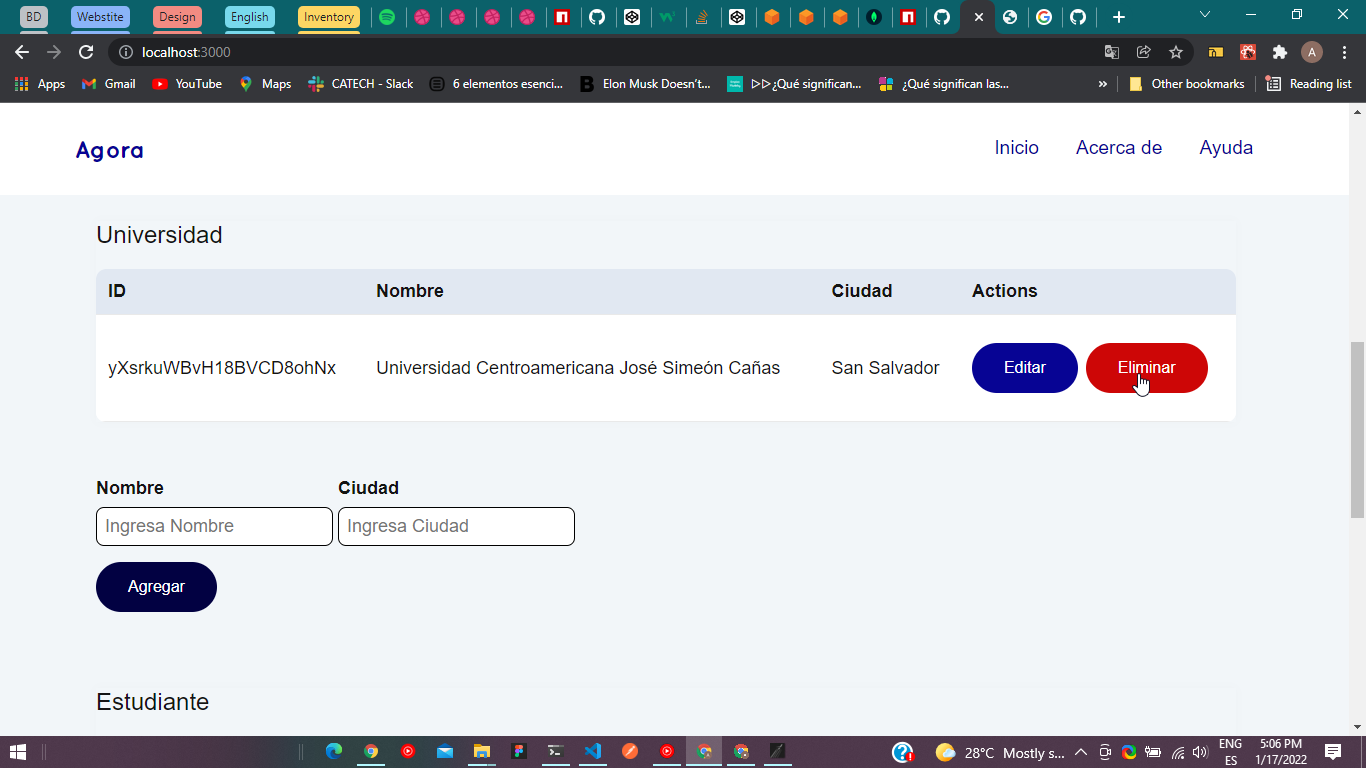 BD Webstite Design English Inventory
localhost:3000 A
Apps Gmail YouTube Maps CATECH - Slack 6 elementos esenci... Elon Musk Doesn't... ▷▷¿Qué significan... ¿Qué significan las... » Other bookmarks Reading list
Agora Inicio Acerca de Ayuda
Universidad
ID Nombre Ciudad Actions
yXsrkuWBvH18BVCD8ohNx Universidad Centroamericana José Simeón Cañas San Salvador Editar Eliminar
Nombre Ciudad
Ingresa Nombre Ingresa Ciudad
Agregar
Estudiante
28°C Mostly s... ENG 5:06 PM
ES 1/17/2022